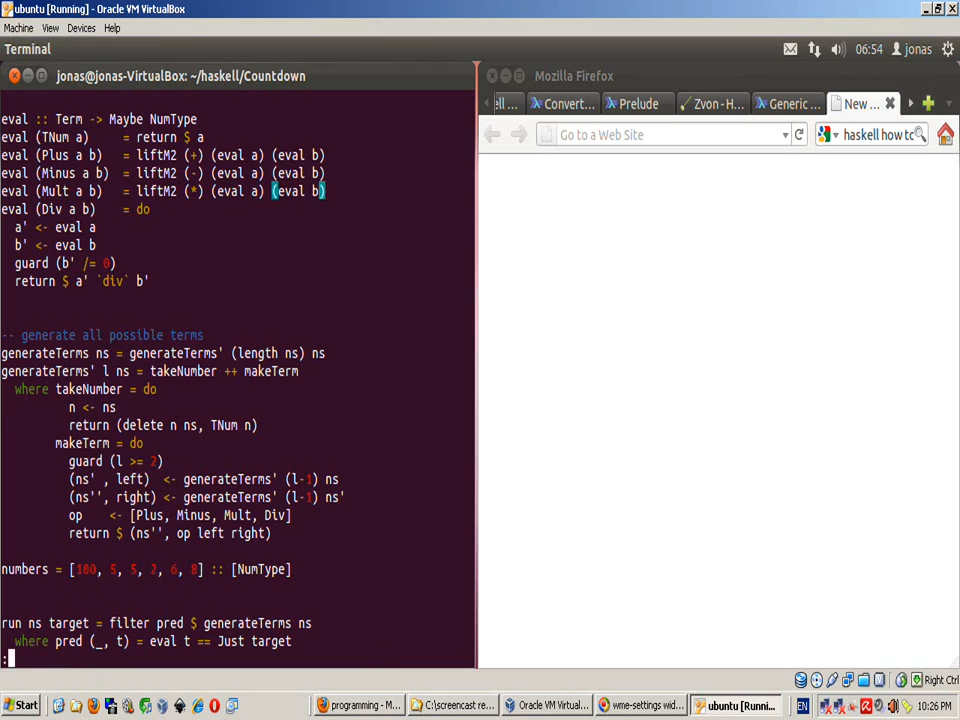 ubuntu [Running] - Oracle VM VirtualBox
Machine View Devices Help
Terminal
06:54 jonas
jonas@jonas-VirtualBox: ~/haskell/Countdown
Mozilla Firefox
ell ... Convert... Prelude Zvon - H... Generic ... New ...
Go to a Web Site
haskell how tc
eval :: Term -> Maybe NumType
eval (TNum a)     = return $ a
eval (Plus a b)   = liftM2 (+) (eval a) (eval b)
eval (Minus a b)  = liftM2 (-) (eval a) (eval b)
eval (Mult a b)   = liftM2 (*) (eval a) (eval b)
eval (Div a b)    = do
  a' <- eval a
  b' <- eval b
  guard (b' /= 0)
  return $ a' `div` b'
-- generate all possible terms
generateTerms ns = generateTerms' (length ns) ns
generateTerms' l ns = takeNumber ++ makeTerm
  where takeNumber = do
          n <- ns
          return (delete n ns, TNum n)
        makeTerm = do
          guard (l >= 2)
          (ns' , left)  <- generateTerms' (l-1) ns
          (ns'', right) <- generateTerms' (l-1) ns'
          op    <- [Plus, Minus, Mult, Div]
          return $ (ns'', op left right)
numbers = [100, 5, 5, 2, 6, 8] :: [NumType]
run ns target = filter pred $ generateTerms ns
  where pred (_, t) = eval t == Just target
:
Right Ctrl
Start
programming - M...
C:\screencast re...
Oracle VM Virtual...
wme-settings wid...
ubuntu [Runni...
EN
10:26 PM